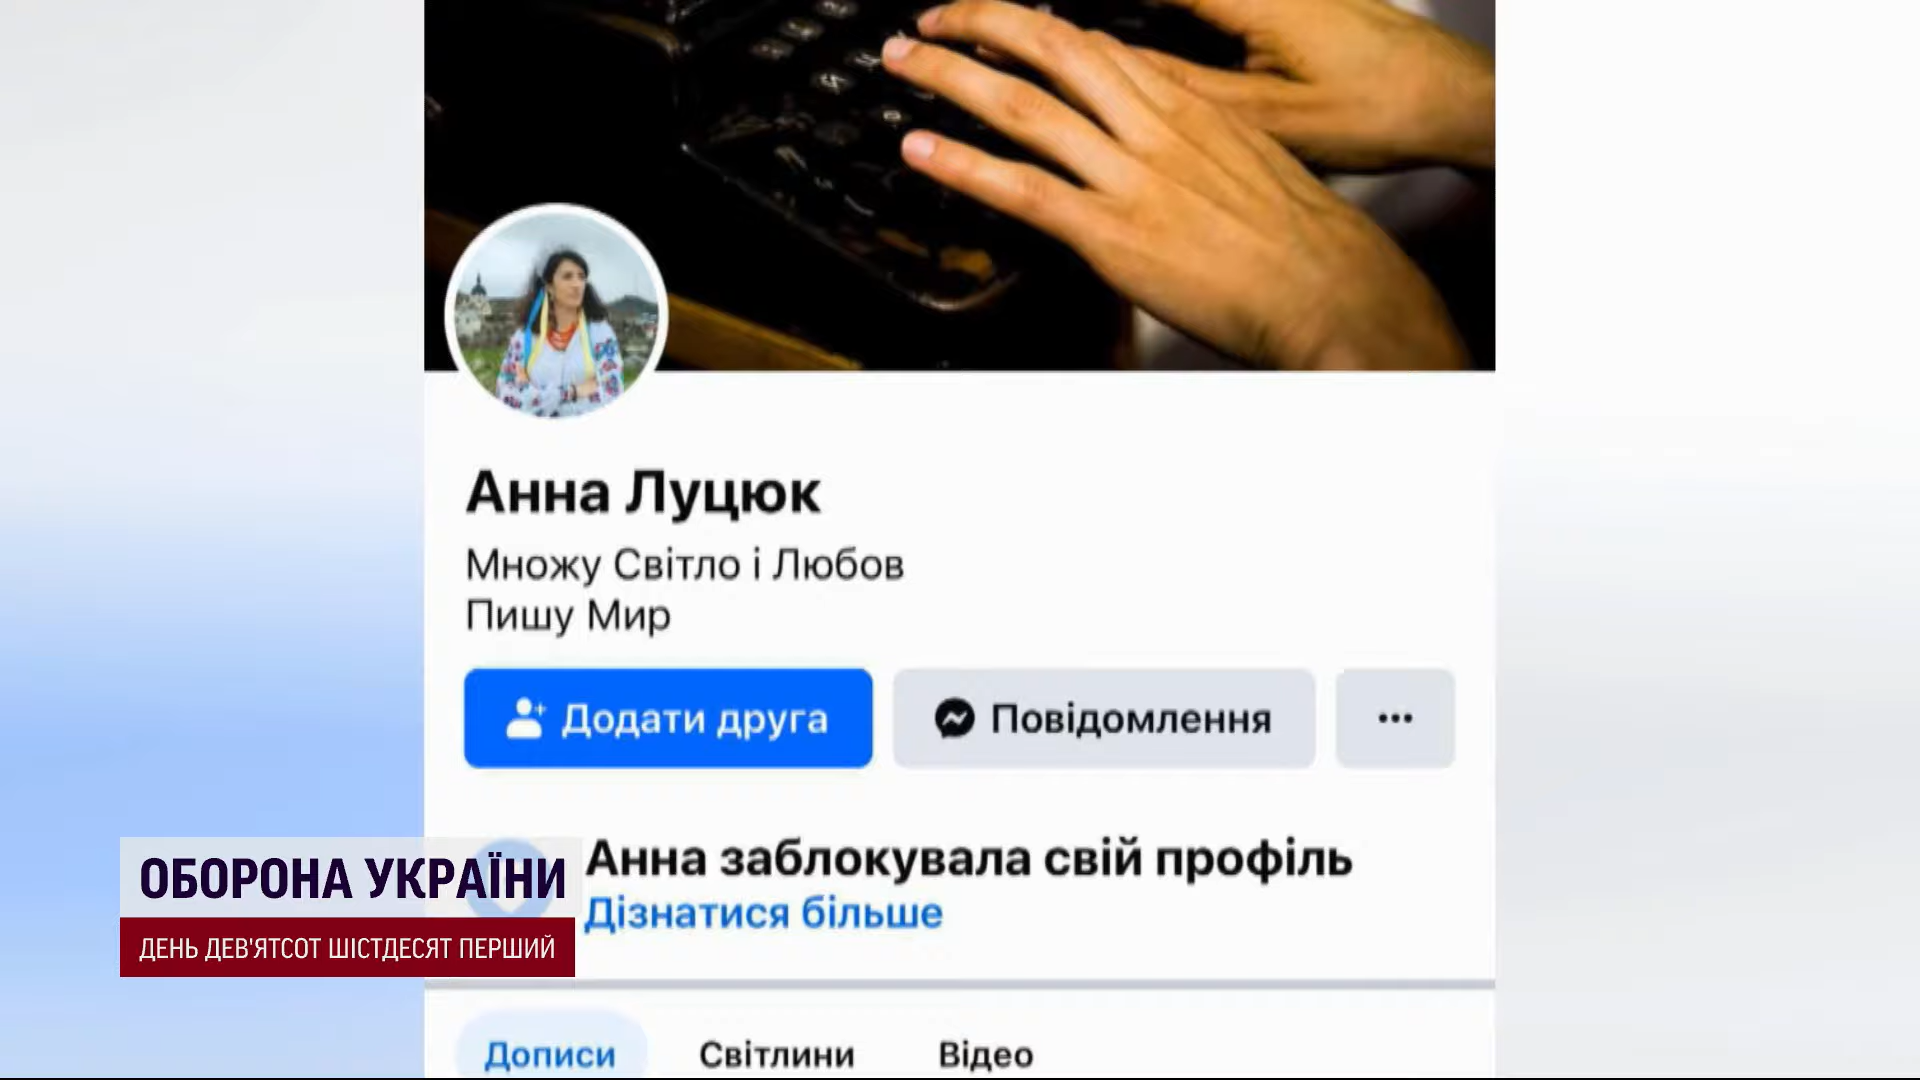 Анна Луцюк
Множу Світло і Любов
Пишу Мир
Додати друга
Повідомлення
Анна заблокувала свій профіль
Дізнатися більше
ОБОРОНА УКРАЇНИ
ДЕНЬ ДЕВ'ЯТСОТ ШІСТДЕСЯТ ПЕРШИЙ
Дописи Світлини Відео